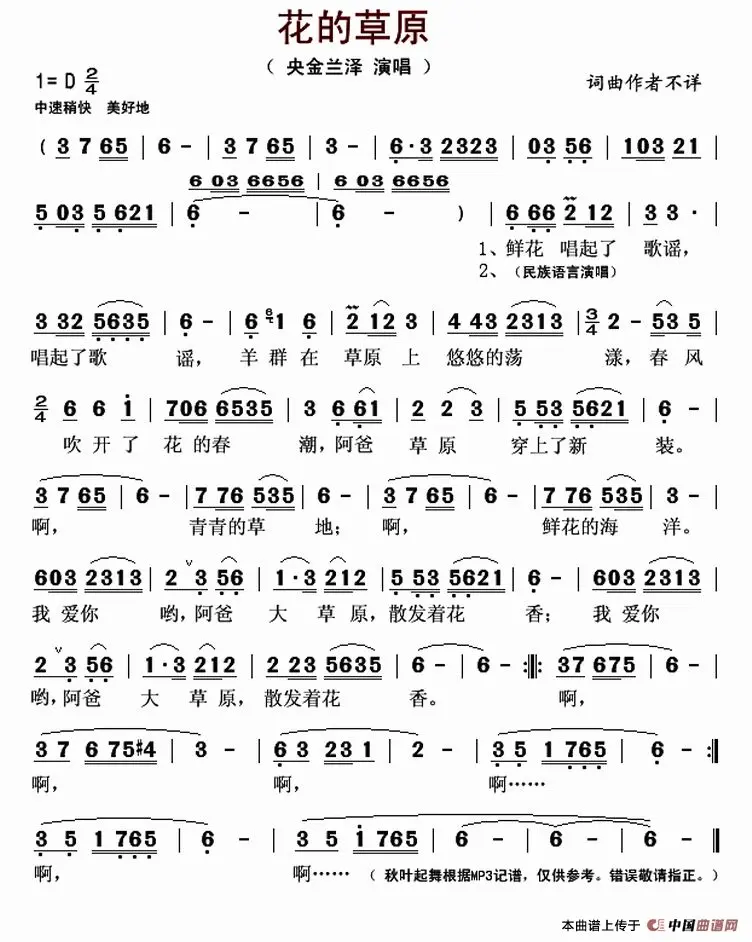 花的草原
( 央金兰泽 演唱 )
1= D 2/4
词曲作者不详
中速稍快 美好地
( 3 7 65 | 6 - | 3 7 65 | 3 - | 6·3 2323 | 03 56 | 103 21 |
6 03 6656 | 6 03 6656
5 03 5 621 | 6 - | 6 - ) | 6 66 2 12 | 3 3 · |
1、鲜花 唱起了 歌谣,
2、(民族语言演唱)
3 32 5635 | 6 - | 6 1 6 | 2 12 3 | 4 43 2313 | 3/4 2 - 53 5 |
唱起了歌 谣, 羊群在 草原上 悠悠的荡 漾,春风
2/4 6 6 i | 706 6535 | 3 6 61 | 2 2 3 | 5 53 5621 | 6 - |
吹开了 花的春 潮,阿爸 草原 穿上了新 装。
3 7 65 | 6 - | 7 76 535 | 3 - | 3 7 65 | 6 - | 7 76 535 | 3 - |
啊, 青青的草 地; 啊, 鲜花的海 洋。
603 2313 | 2 3 56 | 1·3 212 | 5 53 5621 | 6 - | 603 2313 |
我爱你 哟,阿爸 大草原,散发着花 香; 我爱你
2 3 56 | 1·3 2212 | 2 23 5635 | 6 - | 6 - :||: 37 675 | 6 - |
哟,阿爸 大草原,散发着花 香。 啊,
3 7 6 75#4 | 3 - | 6 3 231 | 2 - | 3 5 1 765 | 6 - :|
啊, 啊, 啊……
3 5 1 765 | 6 - | 3 5 1 765 | 6 - | 6 - ||
啊, 啊…… ( 秋叶起舞根据MP3记谱,仅供参考。错误敬请指正。)
本曲谱上传于 中国曲谱网